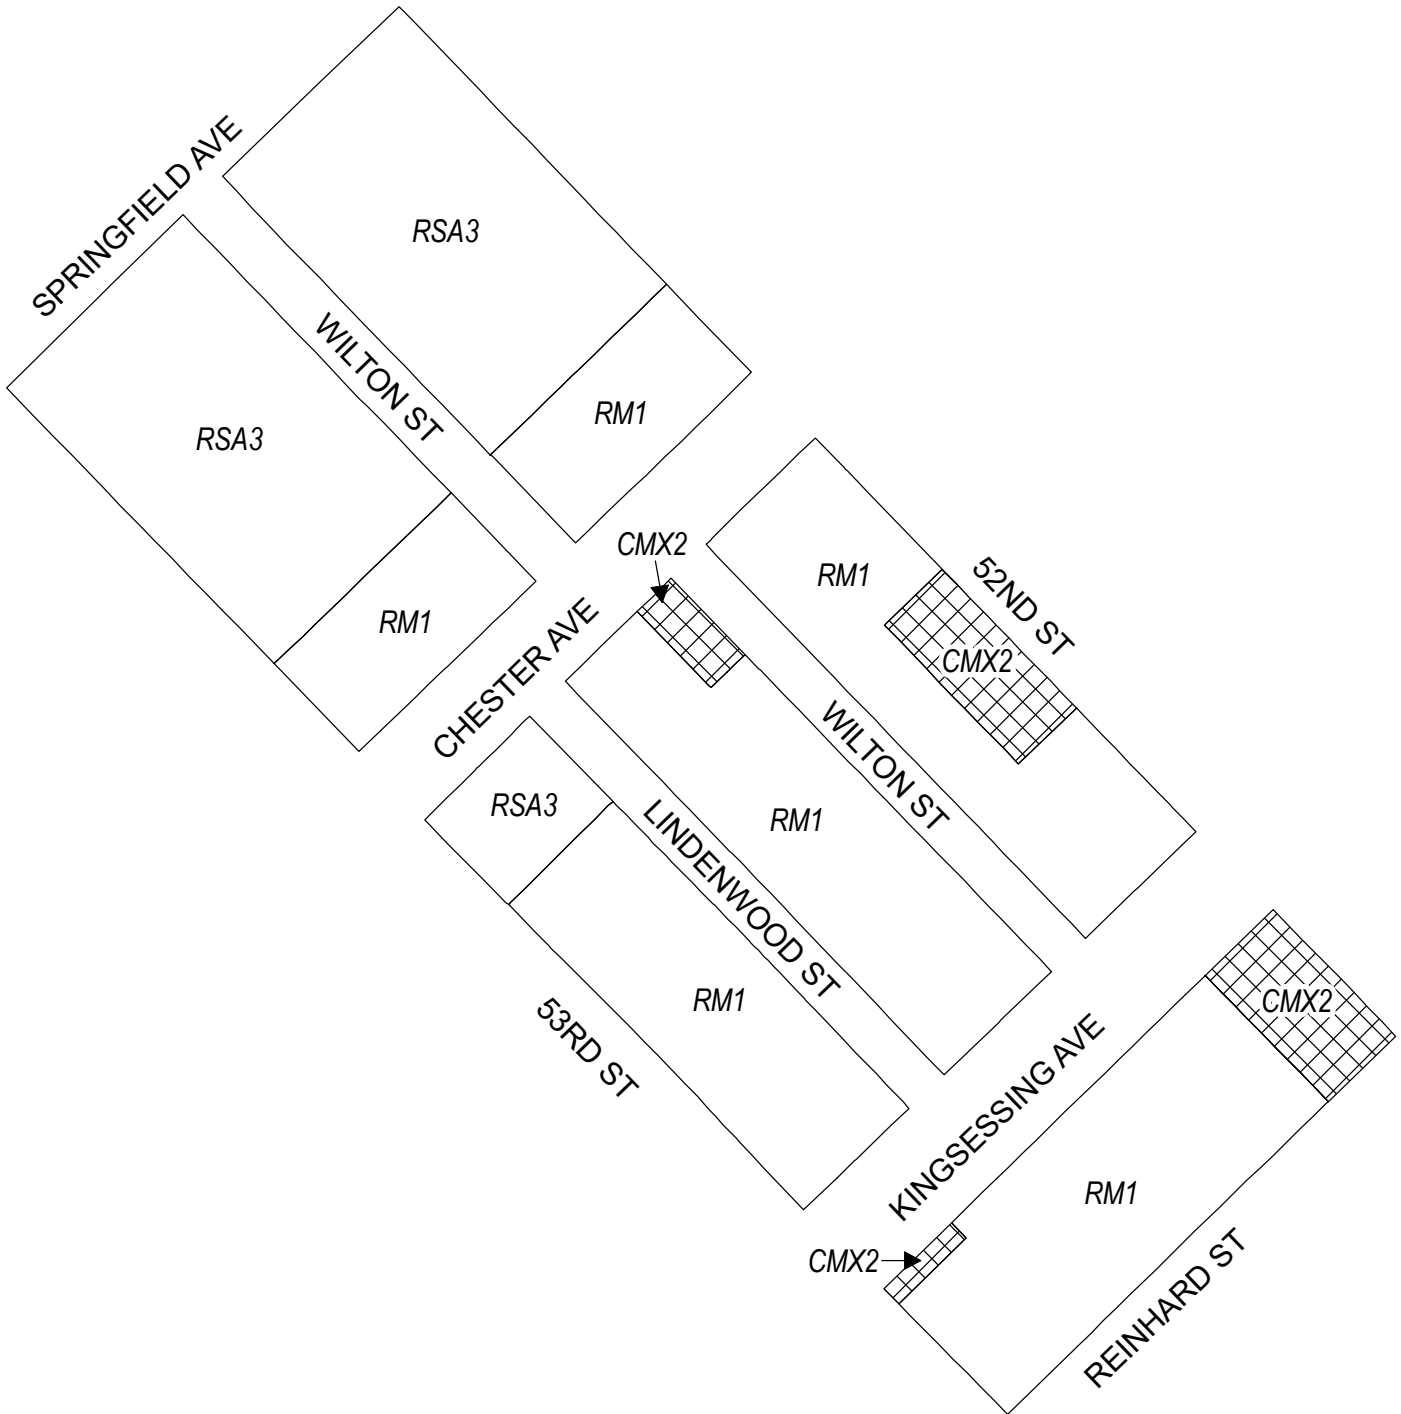 SPRINGFIELD AVE
RSA3
WILTON ST
RSA3
RM1
CMX2
52ND ST
RM1
RM1
CHESTER AVE
CMX2
WILTON ST
RSA3
RM1
LINDENWOOD ST
RM1
53RD ST
CMX2
KINGSESSING AVE
RM1
CMX2
REINHARD ST